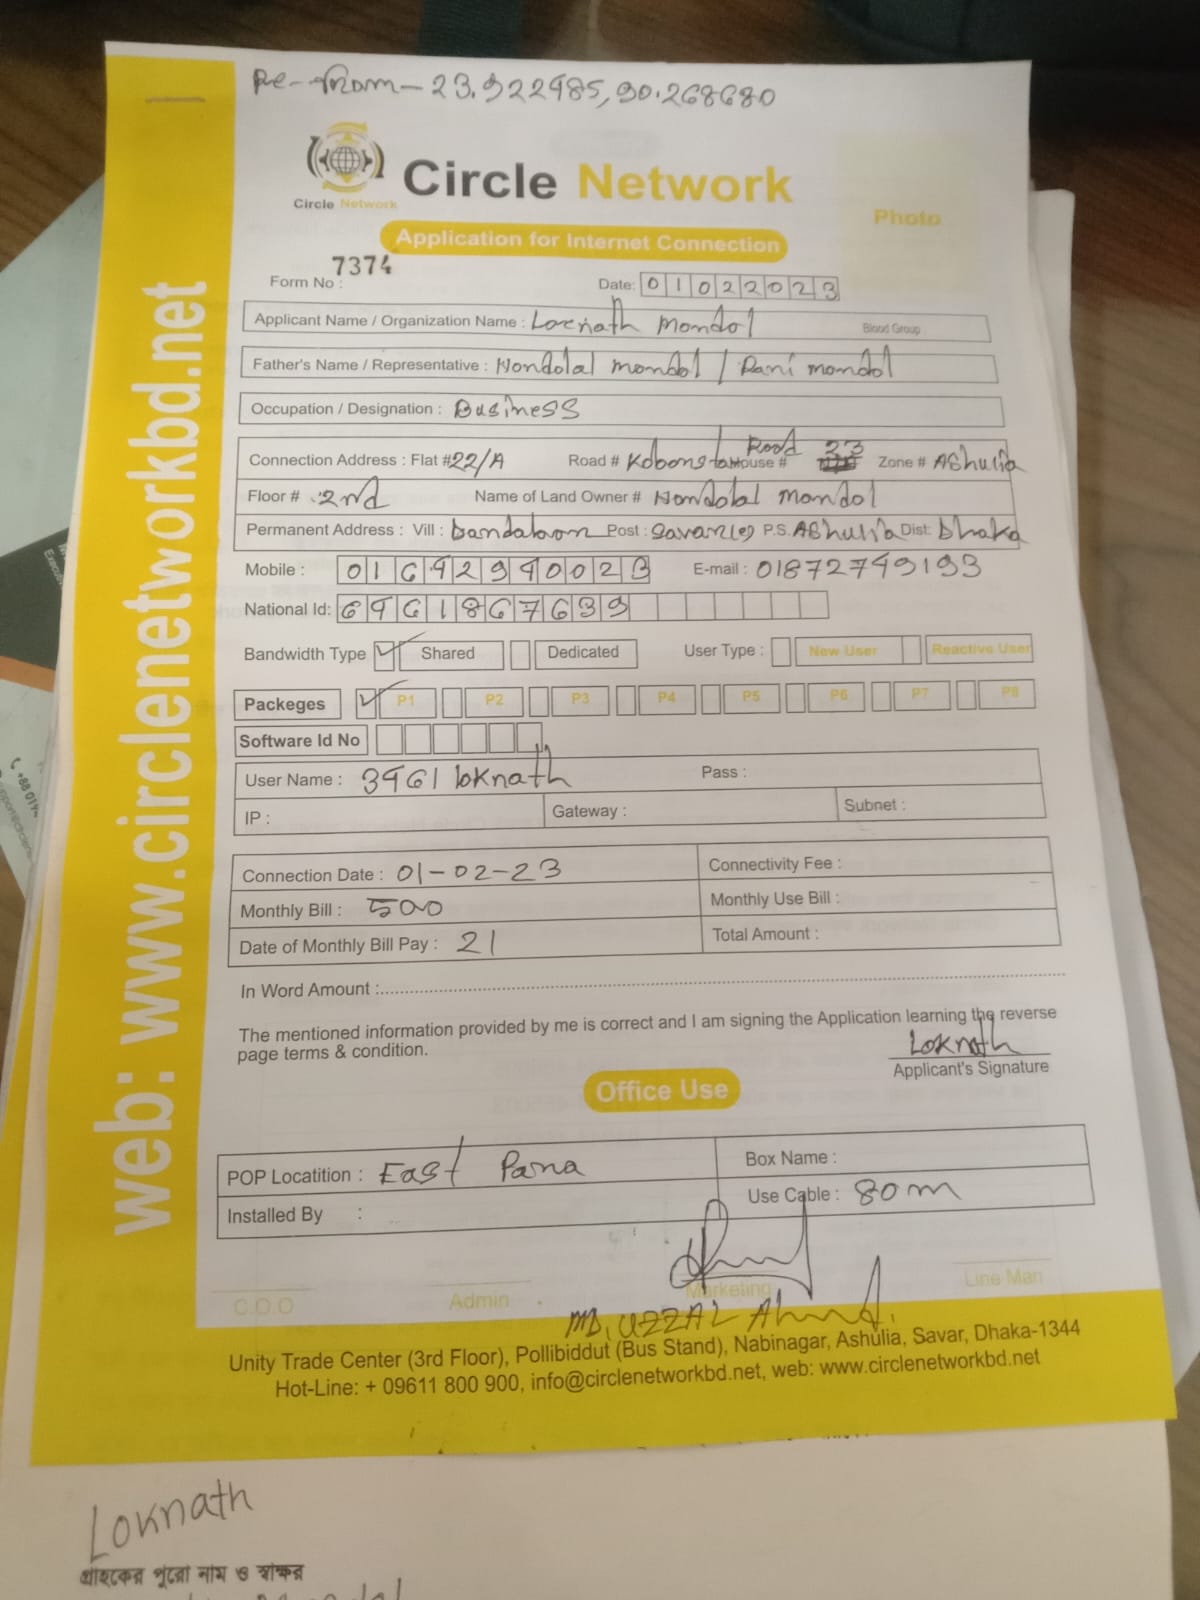 23.922985,90.268680
Circle Network
Circle Network
Photo
Application for Internet Connection
Form No : 7374
Date: 01022023
Applicant Name / Organization Name : Loknath Mondol Blood Group
Father's Name / Representative : Nondolal mondol / Rani mondol
Occupation / Designation : Business
Connection Address : Flat #22/A Road # Kobonsta Road House # 23 Zone # Ashulia
Floor # 2nd Name of Land Owner # Nondolal mondol
Permanent Address : Vill : Post : Savar P.S. Ashulia Dist: Dhaka
Mobile : 01692990023 E-mail : 01872749193
National Id: 6961867639
Bandwidth Type ✓ Shared Dedicated User Type : New User Reactive User
Packeges ✓ P1 P2 P3 P4 P5 P6 P7 P8
Software Id No
User Name : 3961 loknath Pass :
IP : Gateway : Subnet :
Connection Date : 01-02-23 Connectivity Fee :
Monthly Bill : 500 Monthly Use Bill :
Date of Monthly Bill Pay : 21 Total Amount :
In Word Amount :
The mentioned information provided by me is correct and I am signing the Application learning the reverse
page terms & condition.
Loknath
Applicant's Signature
Office Use
POP Locatition : East Para Box Name :
Installed By : Use Cable : 80m
C.O.O Admin Marketing Line Man
MD. UZZAL Ahmed.
Unity Trade Center (3rd Floor), Pollibiddut (Bus Stand), Nabinagar, Ashulia, Savar, Dhaka-1344
Hot-Line: + 09611 800 900, info@circlenetworkbd.net, web: www.circlenetworkbd.net
web: www.circlenetworkbd.net
Loknath
গ্রাহকের পুরো নাম ও স্বাক্ষর